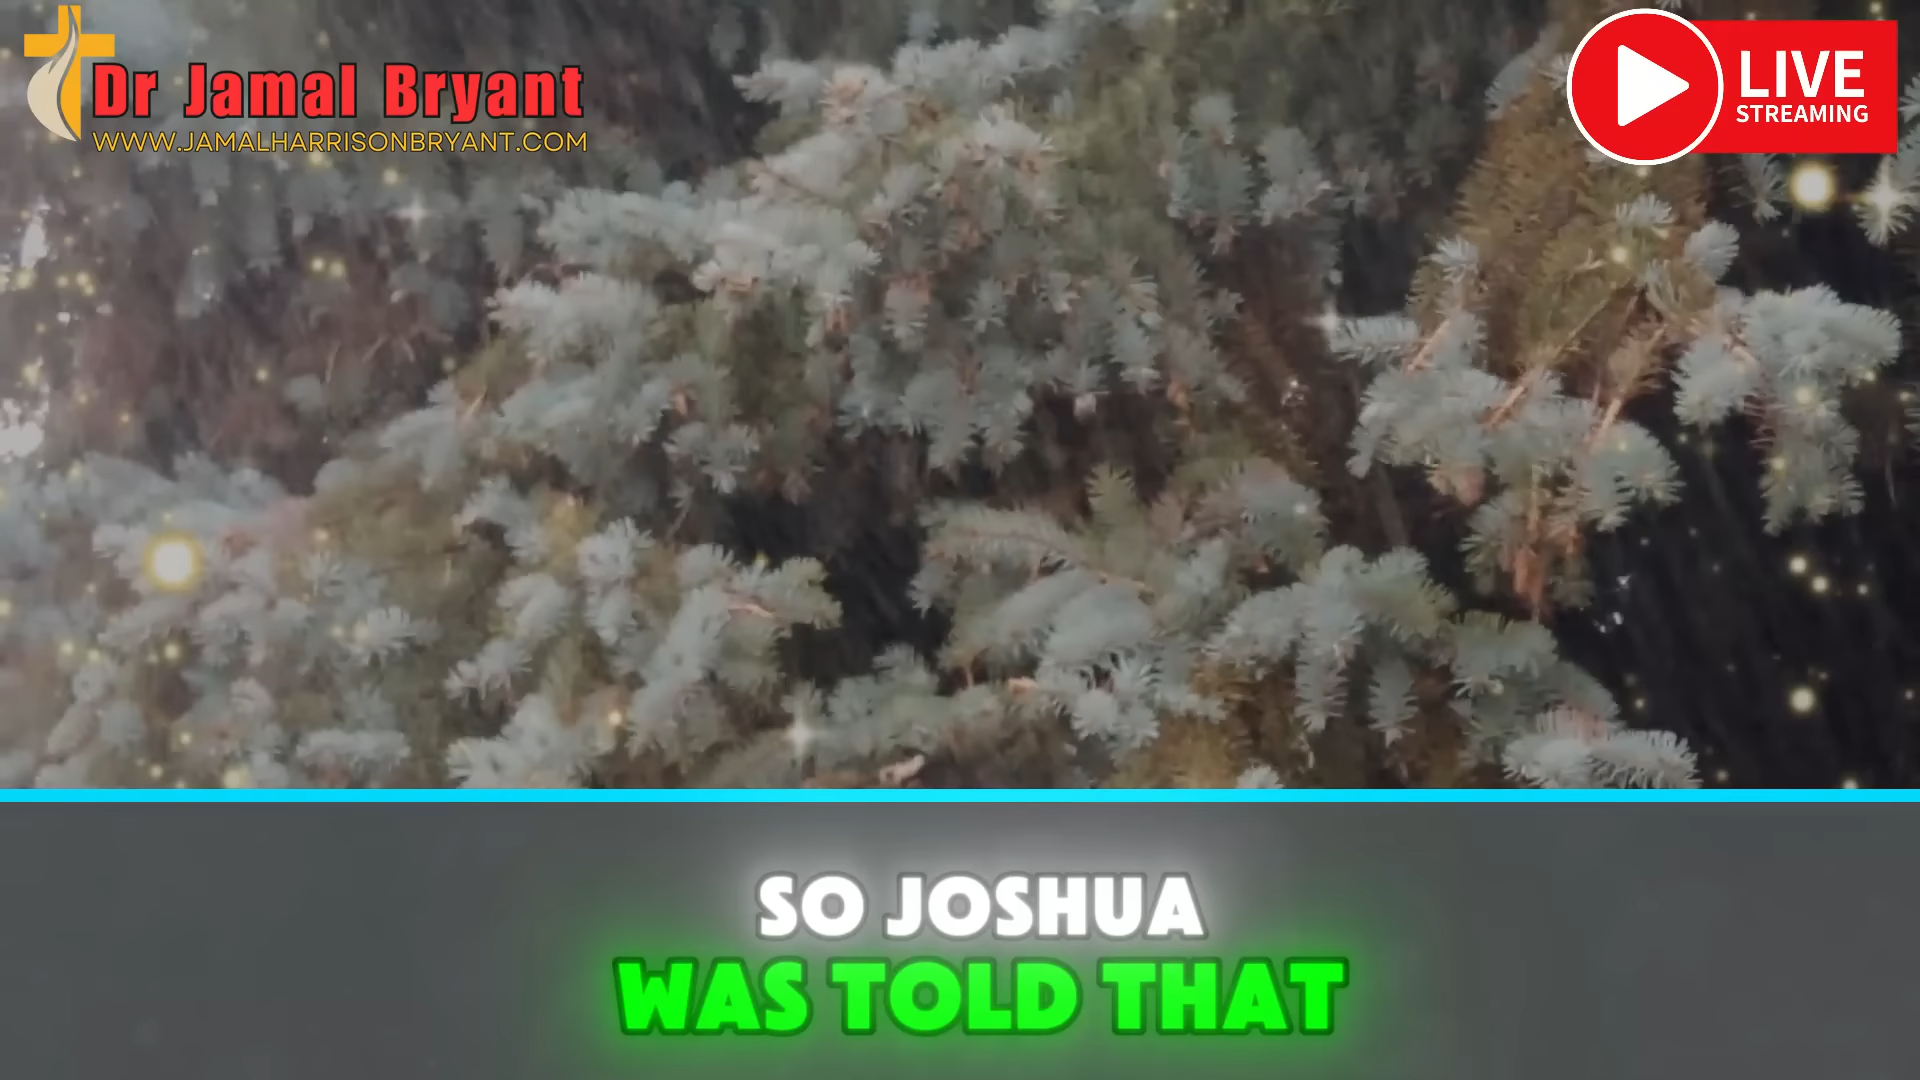 Dr Jamal Bryant
WWW.JAMALHARRISONBRYANT.COM
LIVE
STREAMING
SO JOSHUA
WAS TOLD THAT